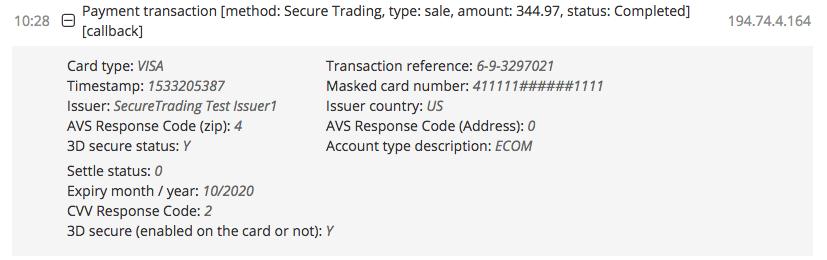 10:28 Payment transaction [method: Secure Trading, type: sale, amount: 344.97, status: Completed] 194.74.4.164
[callback]
Card type: VISA Transaction reference: 6-9-3297021
Timestamp: 1533205387 Masked card number: 411111######1111
Issuer: SecureTrading Test Issuer1 Issuer country: US
AVS Response Code (zip): 4 AVS Response Code (Address): 0
3D secure status: Y Account type description: ECOM
Settle status: 0
Expiry month / year: 10/2020
CVV Response Code: 2
3D secure (enabled on the card or not): Y